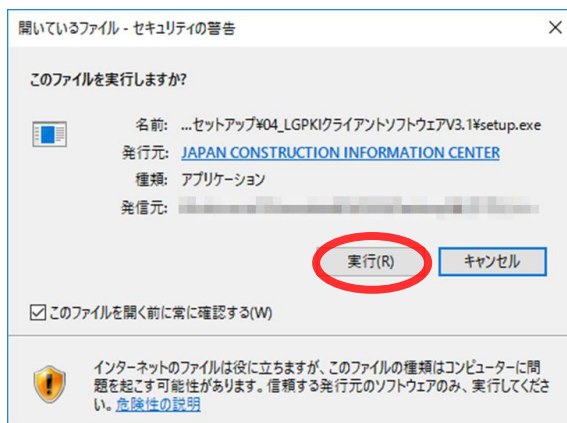 開いているファイル - セキュリティの警告
このファイルを実行しますか?
名前: ...セットアップ¥04_LGPKIクライアントソフトウェアV3.1¥setup.exe
発行元: JAPAN CONSTRUCTION INFORMATION CENTER
種類: アプリケーション
発信元:
実行(R) キャンセル
このファイルを開く前に常に確認する(W)
インターネットのファイルは役に立ちますが、このファイルの種類はコンピューターに問
題を起こす可能性があります。信頼する発行元のソフトウェアのみ、実行してくださ
い。危険性の説明